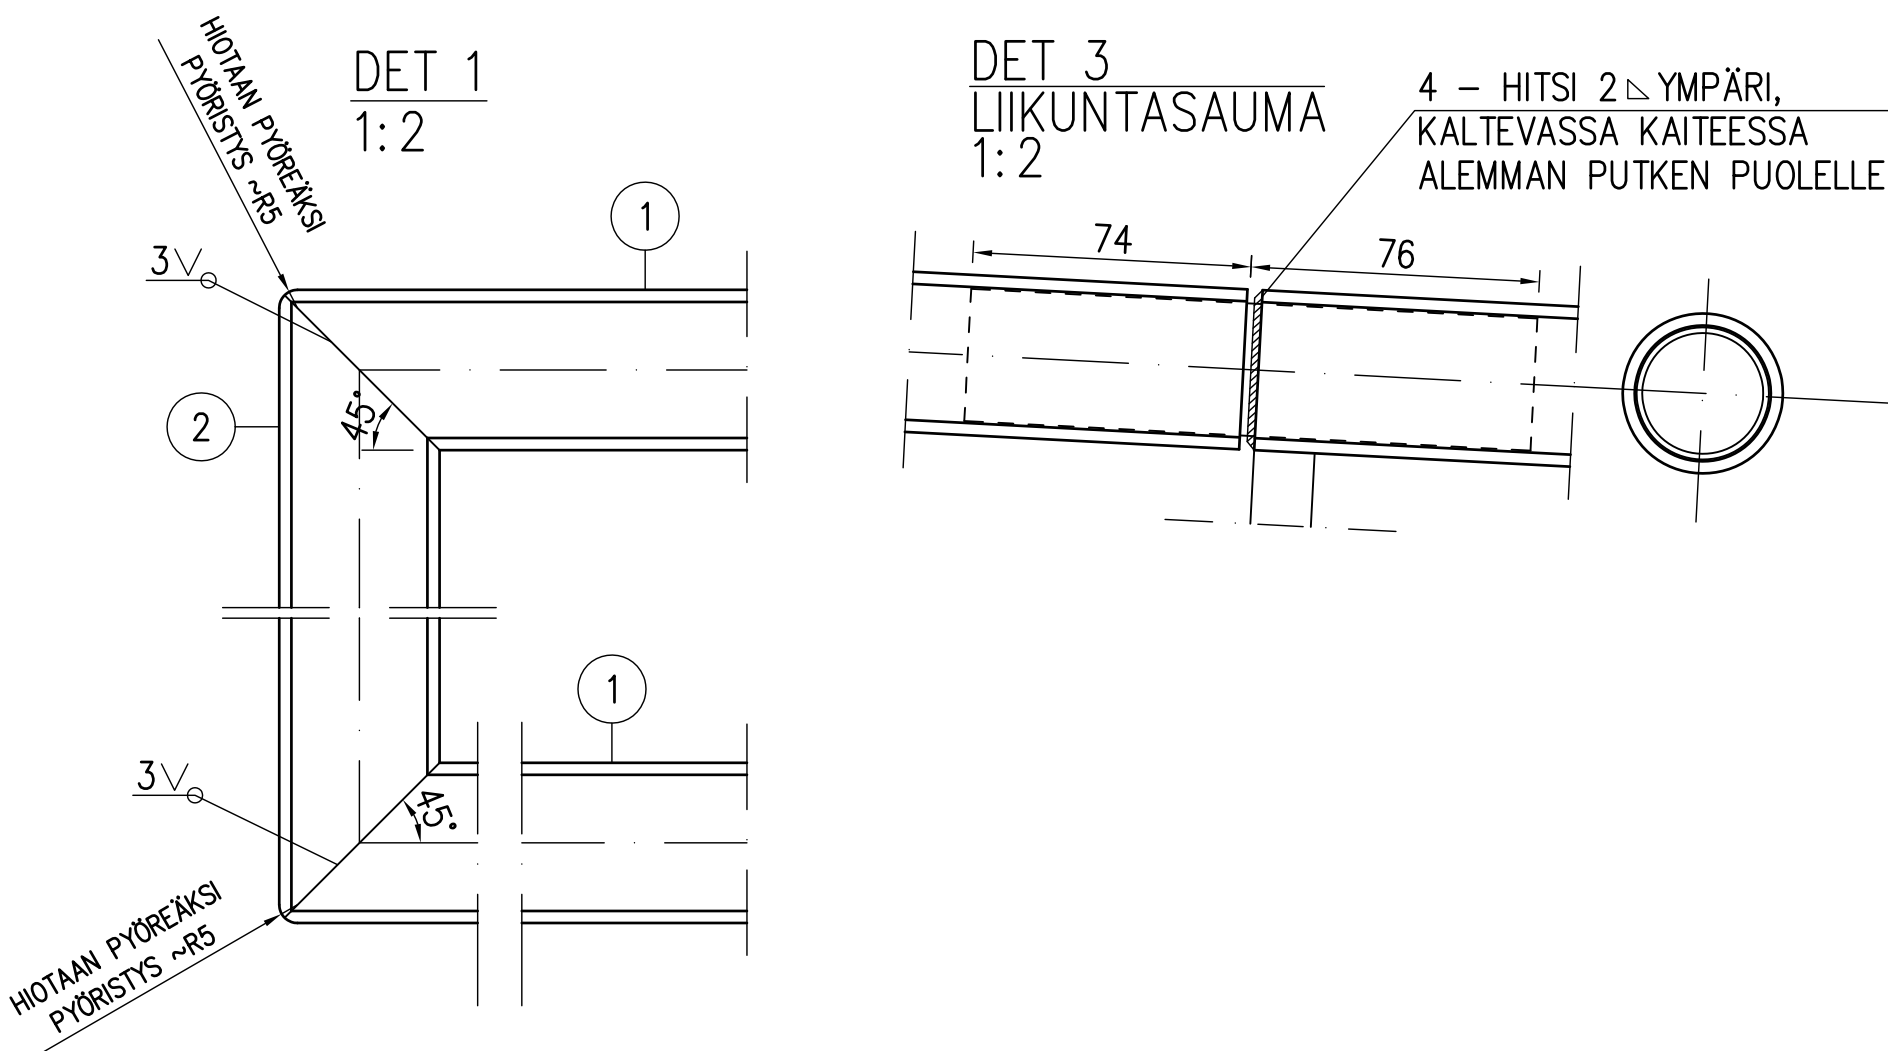 DET 1
1:2
HIOTAAN PYÖREÄKSI
PYÖRISTYS ~R5
3
1
2
45°
1
3
45°
HIOTAAN PYÖREÄKSI
PYÖRISTYS ~R5
DET 3
LIIKUNTASAUMA
1:2
4 - HITSI 2 ⊿ YMPÄRI,
KALTEVASSA KAITEESSA
ALEMMAN PUTKEN PUOLELLE
74
76